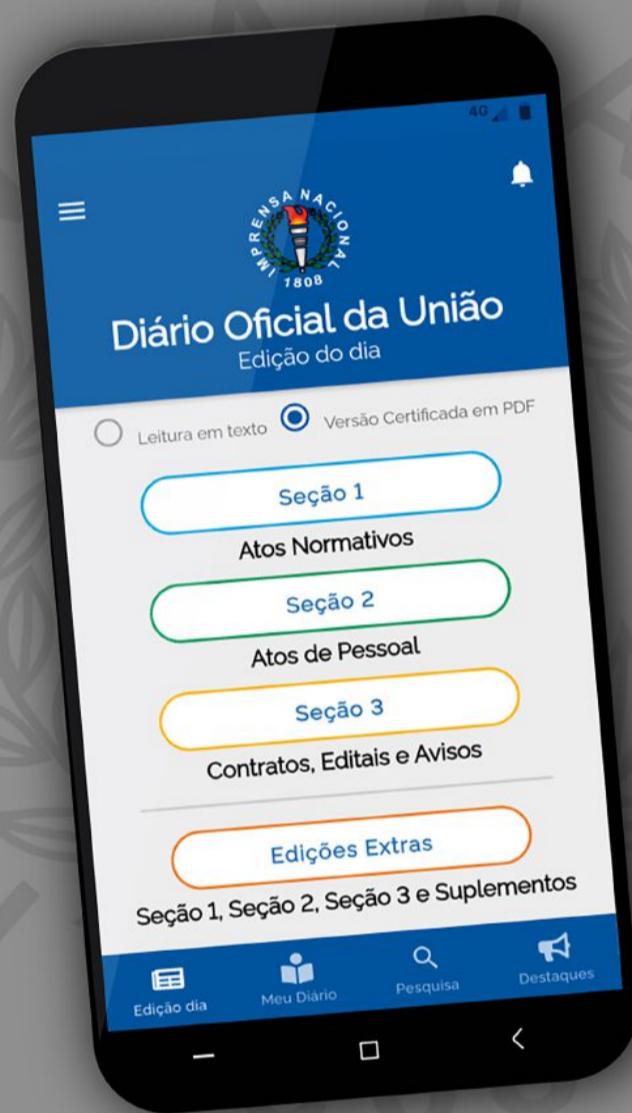 4G
IMPRENSA NACIONAL
1808
Diário Oficial da União
Edição do dia
Leitura em texto Versão Certificada em PDF
Seção 1
Atos Normativos
Seção 2
Atos de Pessoal
Seção 3
Contratos, Editais e Avisos
Edições Extras
Seção 1, Seção 2, Seção 3 e Suplementos
Edição dia Meu Diário Pesquisa Destaques